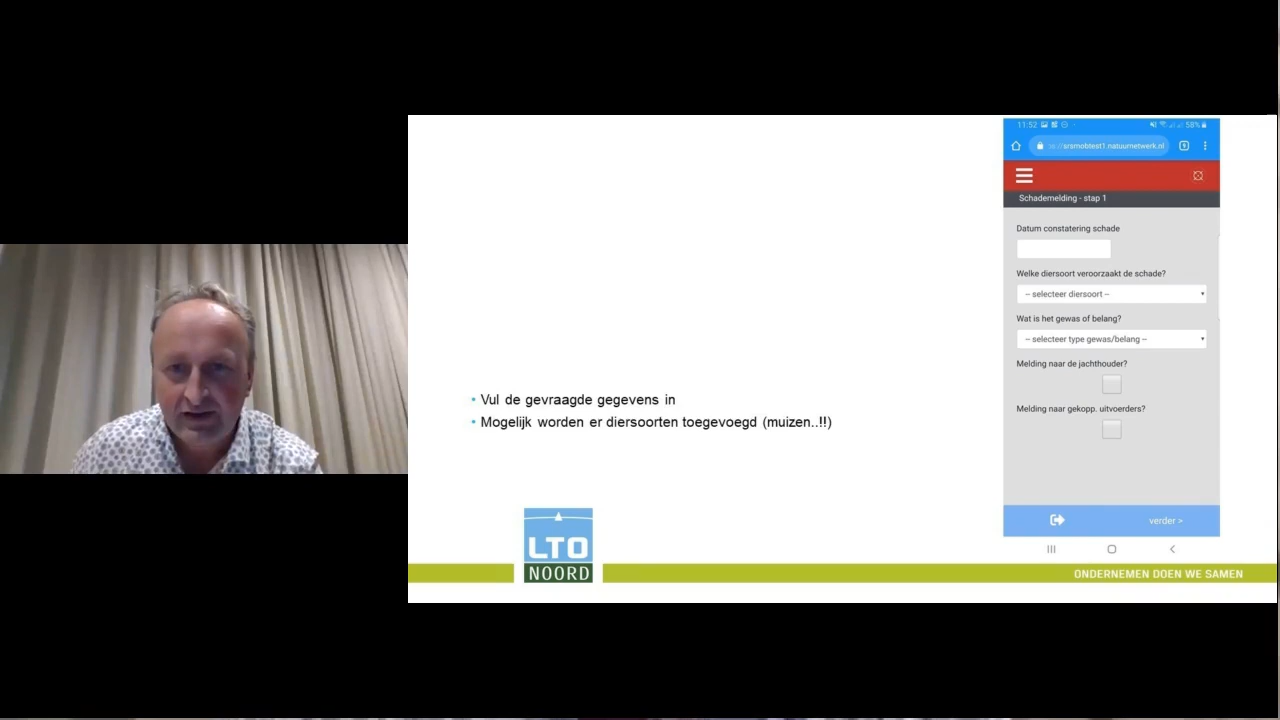 • Vul de gevraagde gegevens in
• Mogelijk worden er diersoorten toegevoegd (muizen..!!)
LTO
NOORD
ONDERNEMEN DOEN WE SAMEN
11:52
58%
srsmobtest1.natuurnetwerk.nl
Schademelding - stap 1
Datum constatering schade
Welke diersoort veroorzaakt de schade?
-- selecteer diersoort --
Wat is het gewas of belang?
-- selecteer type gewas/belang --
Melding naar de jachthouder?
Melding naar gekopp. uitvoerders?
verder >